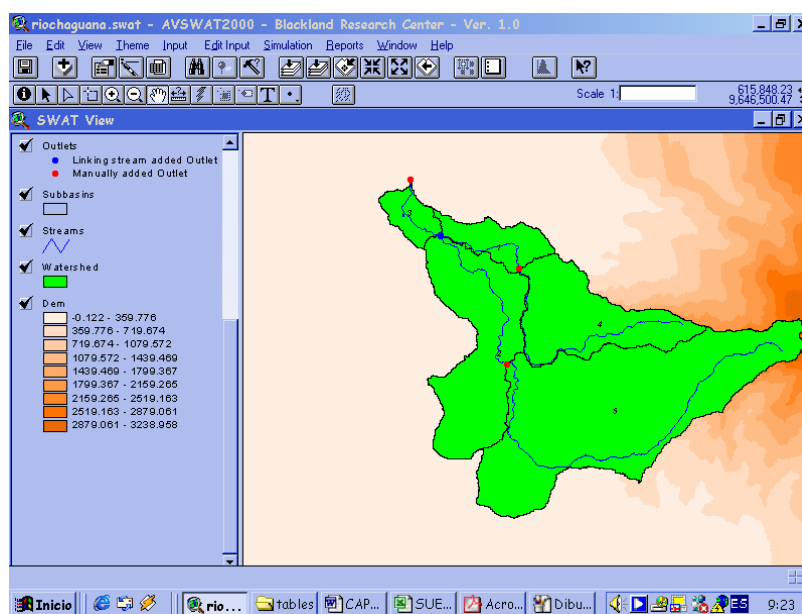 riochaguana.swat - AVSWAT2000 - Blackland Research Center - Ver. 1.0
File Edit View Theme Input Edit Input Simulation Reports Window Help
Scale 1:
615,848.23
9,646,500.47
SWAT View
Outlets
Linking stream added Outlet
Manually added Outlet
Subbasins
Streams
Watershed
Dem
-0.122 - 359.776
359.776 - 719.674
719.674 - 1079.572
1079.572 - 1439.469
1439.469 - 1799.367
1799.367 - 2159.265
2159.265 - 2519.163
2519.163 - 2879.061
2879.061 - 3238.958
3
4
5
Inicio rio... tables CAP... SUE... Acro... Dibu... ES 9:23